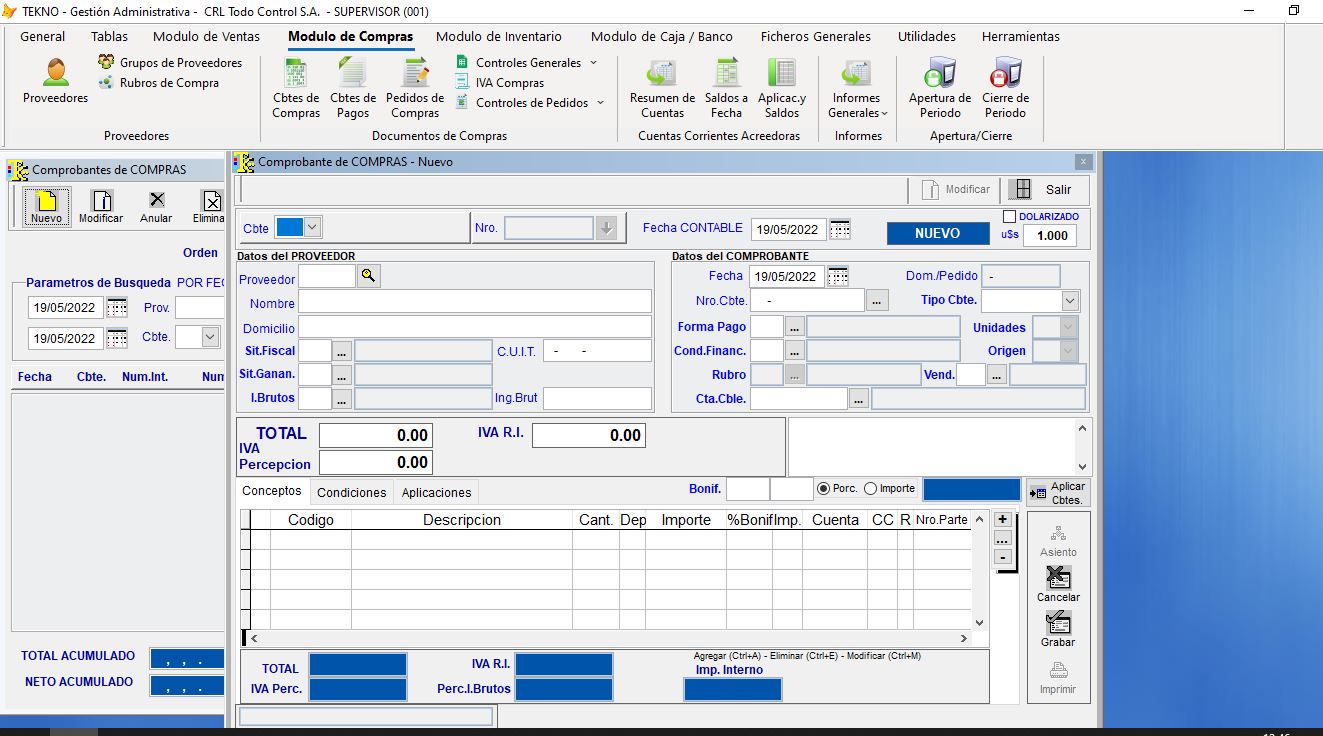 TEKNO - Gestión Administrativa - CRL Todo Control S.A. - SUPERVISOR (001)
General Tablas Modulo de Ventas Modulo de Compras Modulo de Inventario Modulo de Caja / Banco Ficheros Generales Utilidades Herramientas
Proveedores
Grupos de Proveedores
Rubros de Compra
Proveedores
Cbtes de Compras
Cbtes de Pagos
Pedidos de Compras
Controles Generales
IVA Compras
Controles de Pedidos
Documentos de Compras
Resumen de Cuentas
Saldos a Fecha
Aplicac.y Saldos
Cuentas Corrientes Acreedoras
Informes Generales
Informes
Apertura de Periodo
Cierre de Periodo
Apertura/Cierre
Comprobantes de COMPRAS
Nuevo Modificar Anular Elimina
Orden
Parametros de Busqueda POR FEC
19/05/2022 Prov.
19/05/2022 Cbte.
Fecha Cbte. Num.Int. Num
TOTAL ACUMULADO , , .
NETO ACUMULADO , , .
Comprobante de COMPRAS - Nuevo
x
Modificar Salir
Cbte Nro. Fecha CONTABLE 19/05/2022 NUEVO
DOLARIZADO
u$s 1.000
Datos del PROVEEDOR
Proveedor
Nombre
Domicilio
Sit.Fiscal ... C.U.I.T. - -
Sit.Ganan. ...
I.Brutos ... Ing.Brut
Datos del COMPROBANTE
Fecha 19/05/2022 Dom./Pedido -
Nro.Cbte. - ... Tipo Cbte.
Forma Pago ... Unidades
Cond.Financ. ... Origen
Rubro ... Vend. ...
Cta.Cble. ...
TOTAL 0.00 IVA R.I. 0.00
IVA
Percepcion 0.00
Conceptos Condiciones Aplicaciones Bonif. Porc. Importe
Aplicar
Cbtes.
Codigo Descripcion Cant. Dep Importe %Bonif Imp. Cuenta CC R Nro.Parte
+
...
-
Asiento
Cancelar
Grabar
Imprimir
Agregar (Ctrl+A) - Eliminar (Ctrl+E) - Modificar (Ctrl+M)
TOTAL IVA R.I. Imp. Interno
IVA Perc. Perc.I.Brutos